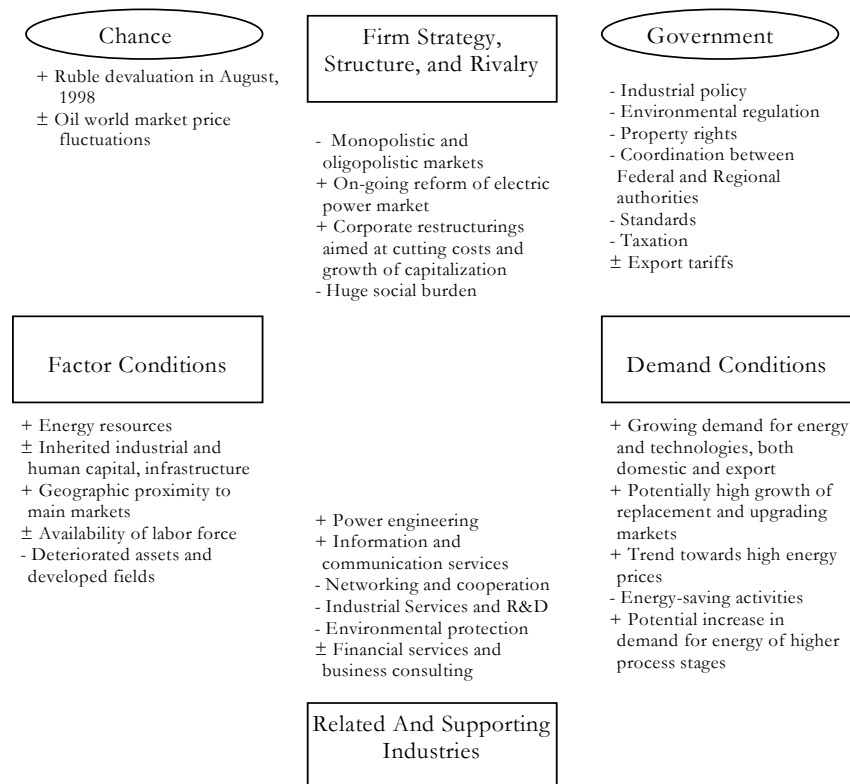 Chance
+ Ruble devaluation in August,
1998
± Oil world market price
fluctuations
Firm Strategy,
Structure, and Rivalry
- Monopolistic and
oligopolistic markets
+ On-going reform of electric
power market
+ Corporate restructurings
aimed at cutting costs and
growth of capitalization
- Huge social burden
Government
- Industrial policy
- Environmental regulation
- Property rights
- Coordination between
Federal and Regional
authorities
- Standards
- Taxation
± Export tariffs
Factor Conditions
+ Energy resources
± Inherited industrial and
human capital, infrastructure
+ Geographic proximity to
main markets
± Availability of labor force
- Deteriorated assets and
developed fields
Demand Conditions
+ Growing demand for energy
and technologies, both
domestic and export
+ Potentially high growth of
replacement and upgrading
markets
+ Trend towards high energy
prices
- Energy-saving activities
+ Potential increase in
demand for energy of higher
process stages
+ Power engineering
+ Information and
communication services
- Networking and cooperation
- Industrial Services and R&D
- Environmental protection
± Financial services and
business consulting
Related And Supporting
Industries